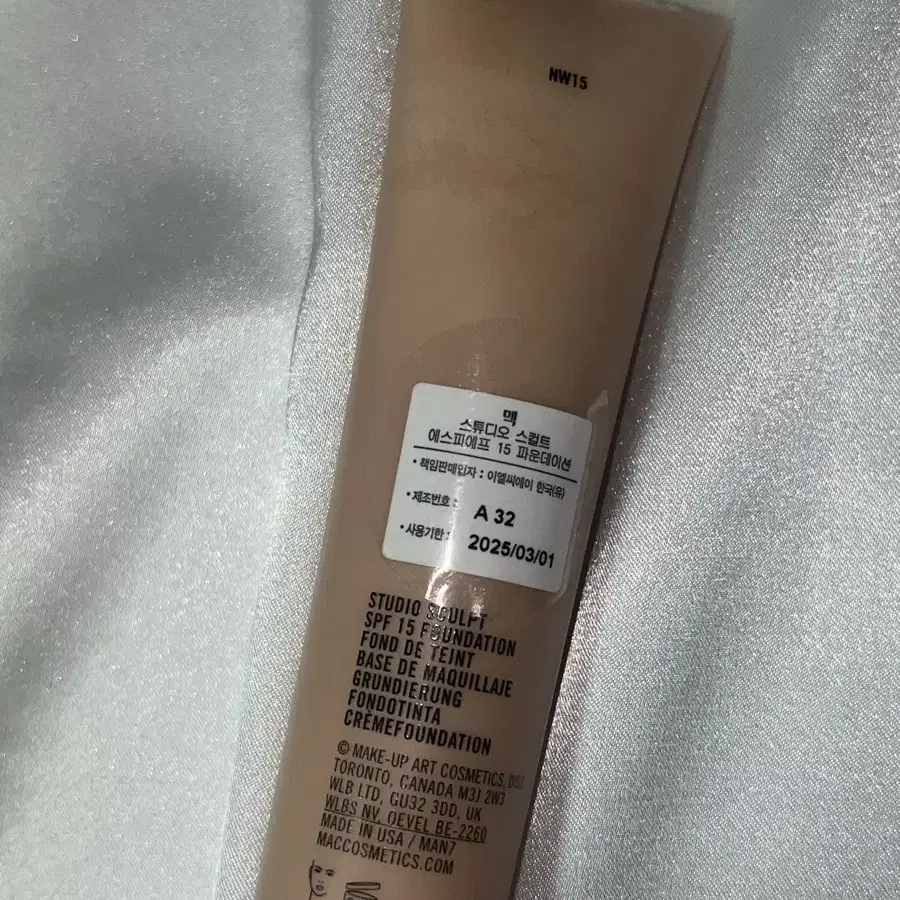 NW15
맥
스튜디오 스컬트
에스피에프 15 파운데이션
• 책임판매업자 : 이엘씨에이 한국(유)
• 제조번호 : A 32
• 사용기한 : 2025/03/01
STUDIO SCULPT
SPF 15 FOUNDATION
FOND DE TEINT
BASE DE MAQUILLAJE
GRUNDIERUNG
FONDOTINTA
CRÈMEFOUNDATION
© MAKE-UP ART COSMETICS,
TORONTO, CANADA M3J 2W3
WLB LTD, GU32 3DD, UK
WLBS NV, OEVEL BE-2260
MADE IN USA / MAN7
MACCOSMETICS.COM